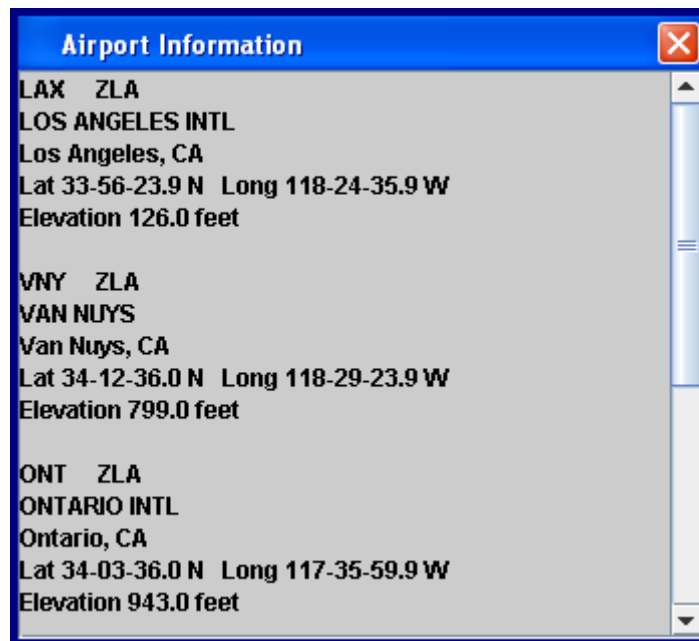 Airport Information
LAX ZLA
LOS ANGELES INTL
Los Angeles, CA
Lat 33-56-23.9 N Long 118-24-35.9 W
Elevation 126.0 feet
VNY ZLA
VAN NUYS
Van Nuys, CA
Lat 34-12-36.0 N Long 118-29-23.9 W
Elevation 799.0 feet
ONT ZLA
ONTARIO INTL
Ontario, CA
Lat 34-03-36.0 N Long 117-35-59.9 W
Elevation 943.0 feet